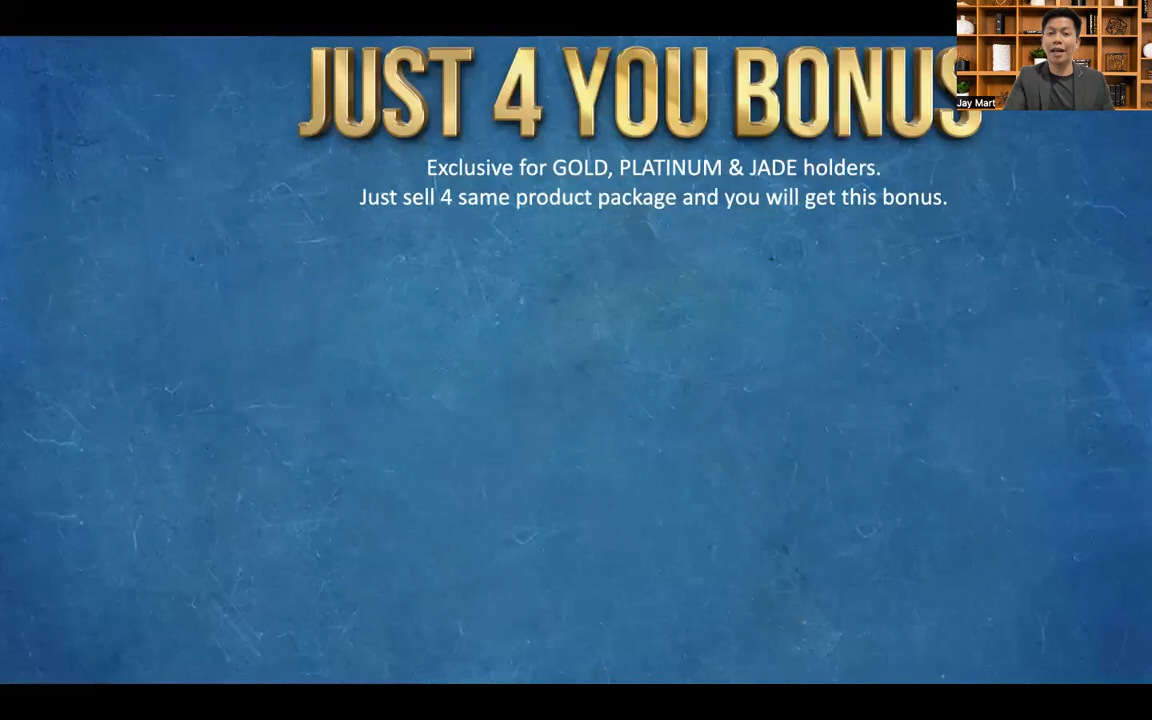 JUST 4 YOU BONUS
Jay Mart
Exclusive for GOLD, PLATINUM & JADE holders.
Just sell 4 same product package and you will get this bonus.